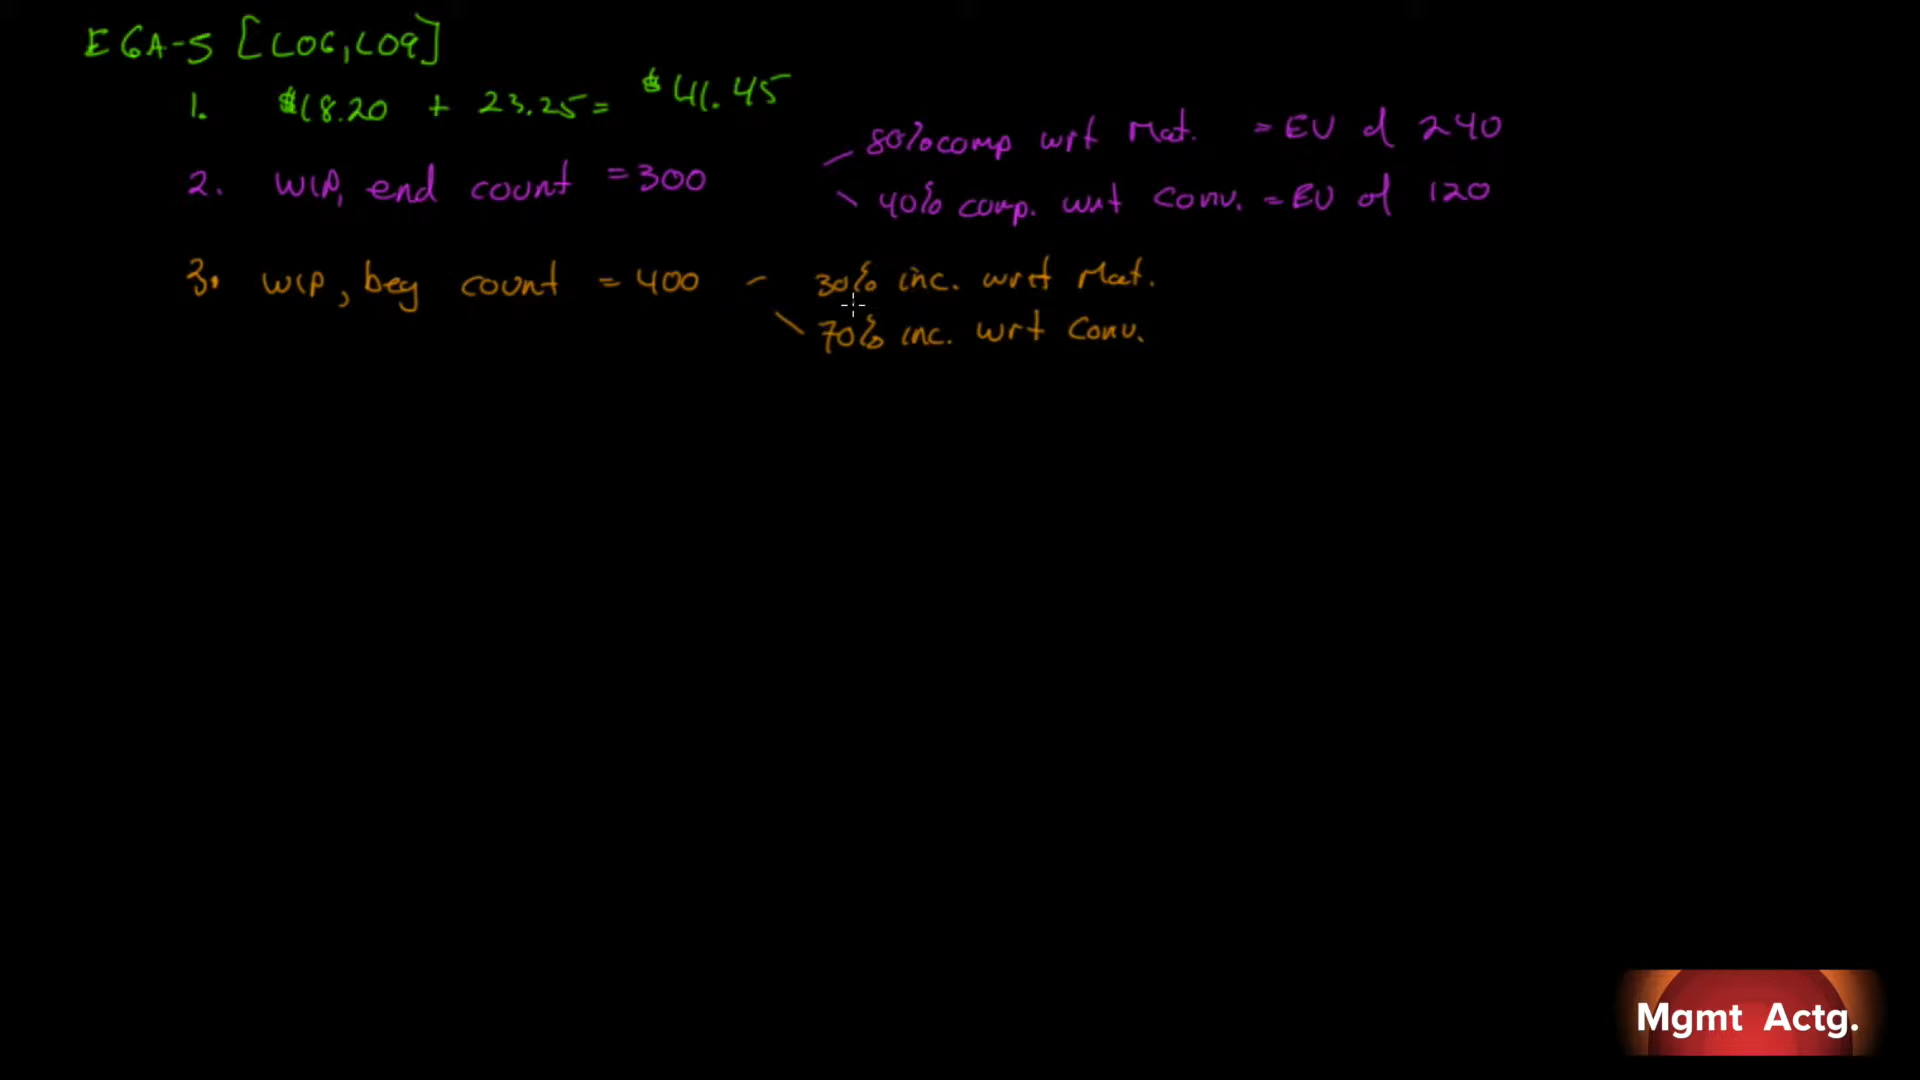 E6A-5 [LO6, LO9]
1. $18.20 + 23.25 = $41.45
2. WIP, end count = 300
80% comp wrt Mat. = EU of 240
40% comp. wrt Conv. = EU of 120
3. WIP, beg count = 400
30% inc. wrt Mat.
70% inc. wrt Conv.
Mgmt Actg.